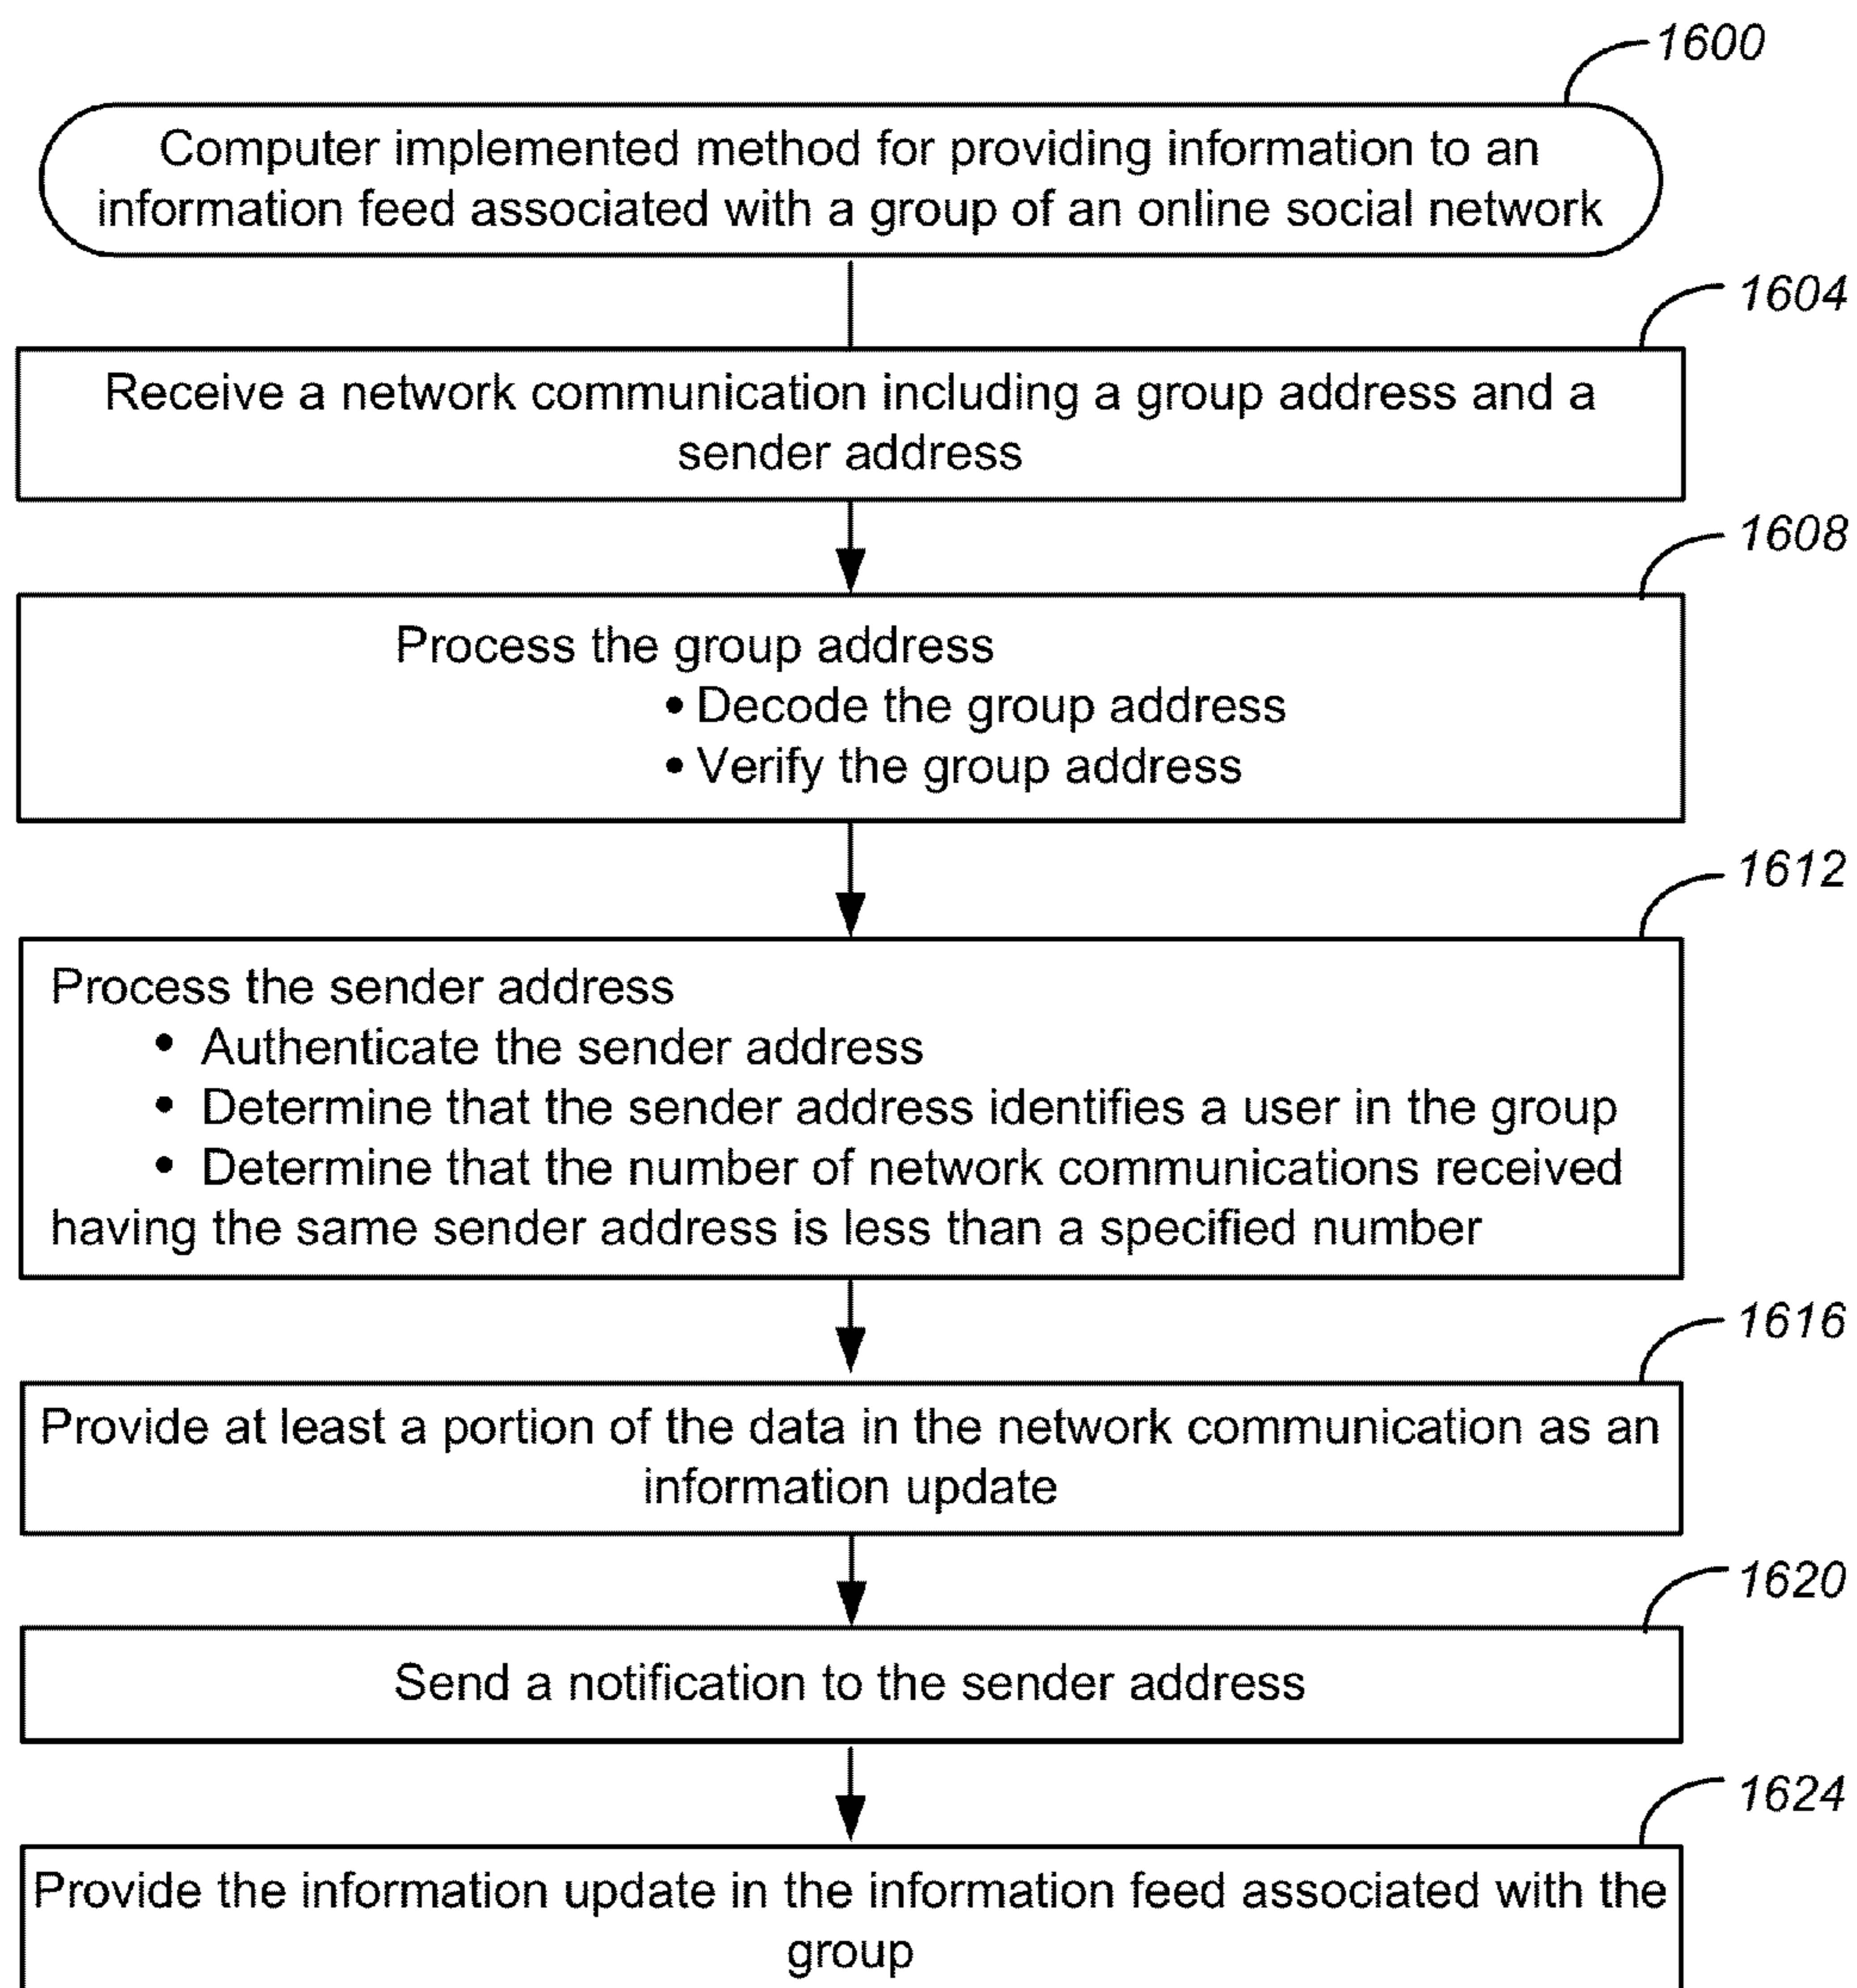 1600
Computer implemented method for providing information to an
information feed associated with a group of an online social network
1604
Receive a network communication including a group address and a
sender address
1608
Process the group address
• Decode the group address
• Verify the group address
1612
Process the sender address
• Authenticate the sender address
• Determine that the sender address identifies a user in the group
• Determine that the number of network communications received
having the same sender address is less than a specified number
1616
Provide at least a portion of the data in the network communication as an
information update
1620
Send a notification to the sender address
1624
Provide the information update in the information feed associated with the
group